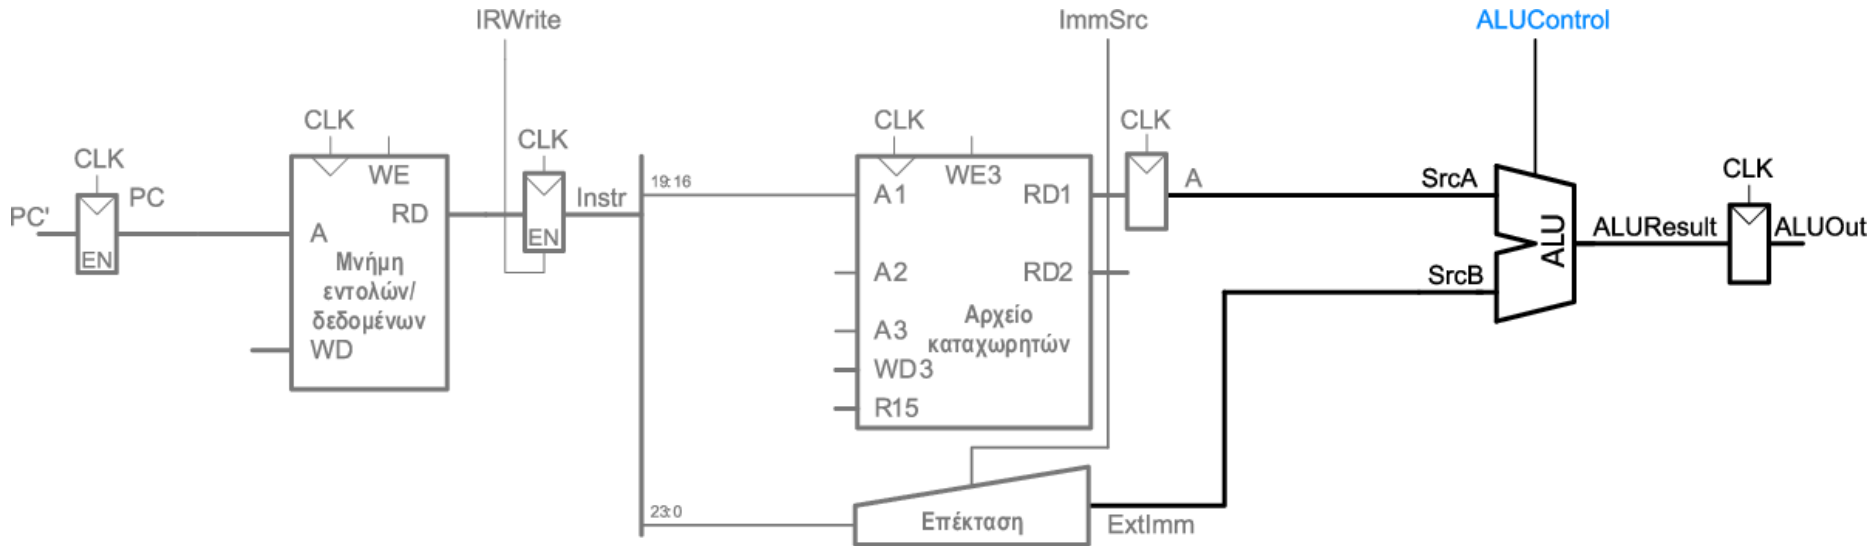 IRWrite
ImmSrc
ALUControl
CLK
CLK
CLK
CLK
CLK
CLK
PC'
PC
EN
WE
RD
A
Μνήμη
εντολών/
δεδομένων
WD
EN
Instr
19:16
A1
WE3
RD1
A
A2
RD2
A3
Αρχείο
καταχωρητών
WD3
R15
23:0
Επέκταση
ExtImm
SrcA
SrcB
ALU
ALUResult
ALUOut